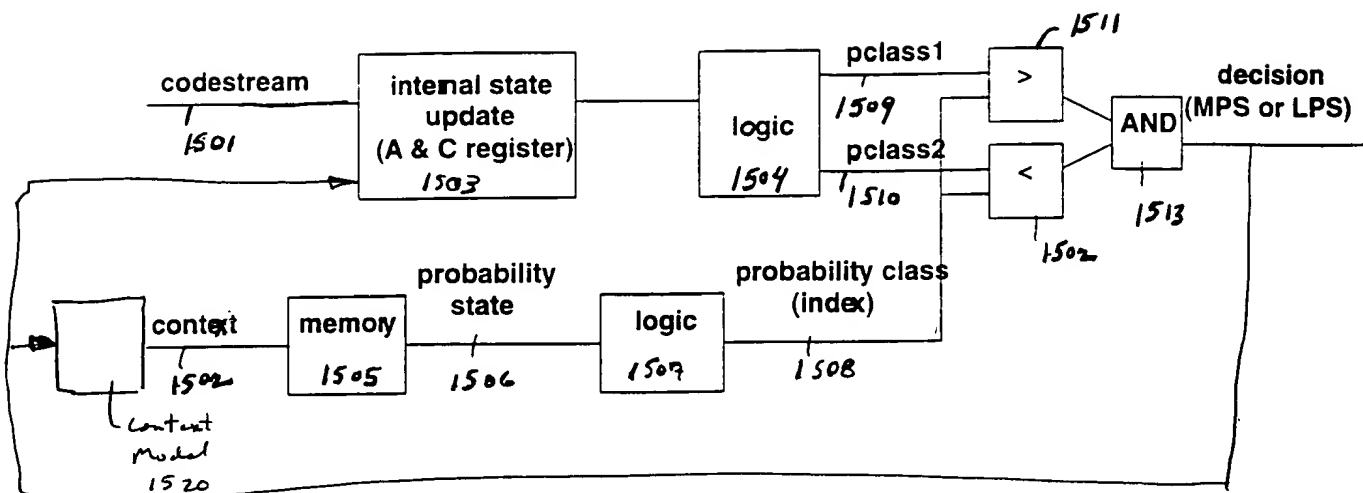 codestream
1501
internal state
update
(A & C register)
1503
logic
1504
pclass1
1509
pclass2
1510
1511
>
<
1502
AND
1513
decision
(MPS or LPS)
context
1502
memory
1505
probability
state
1506
logic
1507
probability class
(index)
1508
Context
Model
1520